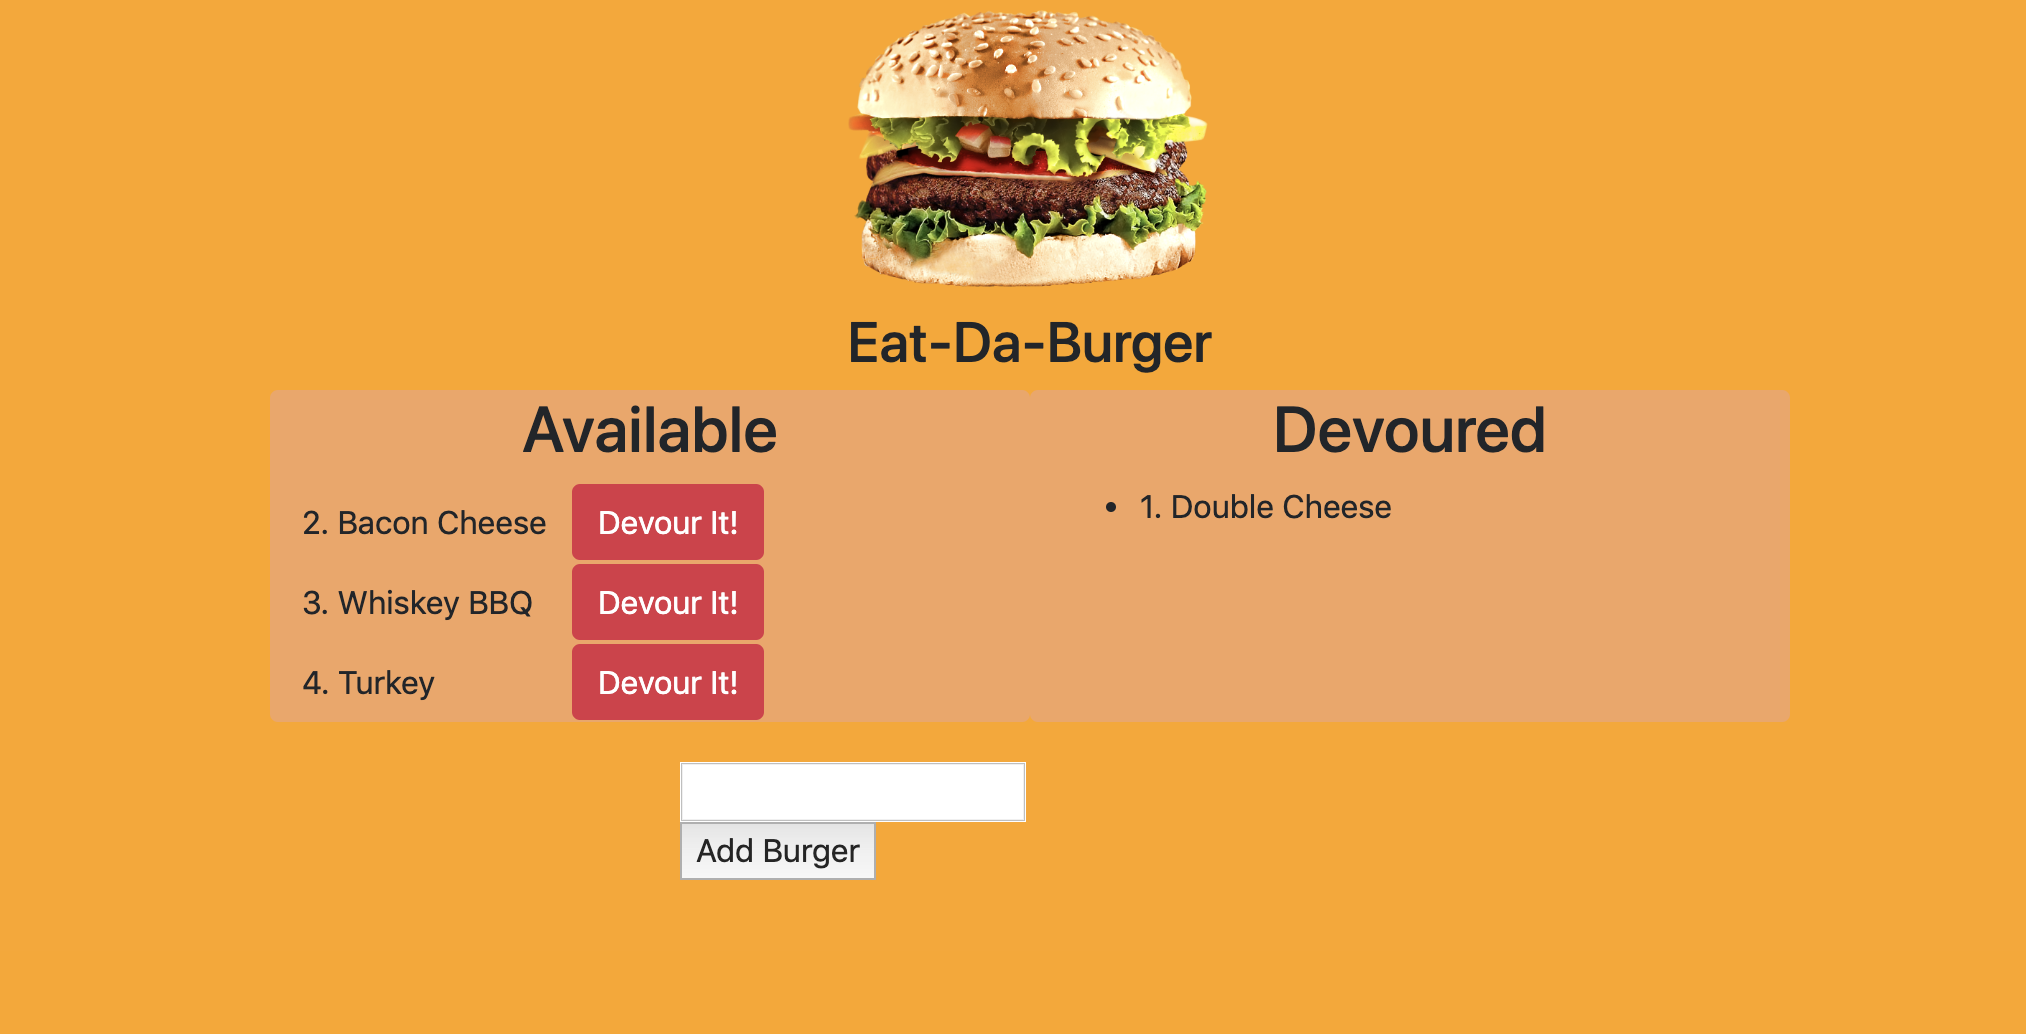 Eat-Da-Burger
Available
2. Bacon Cheese Devour It!
3. Whiskey BBQ Devour It!
4. Turkey Devour It!
Devoured
• 1. Double Cheese
Add Burger